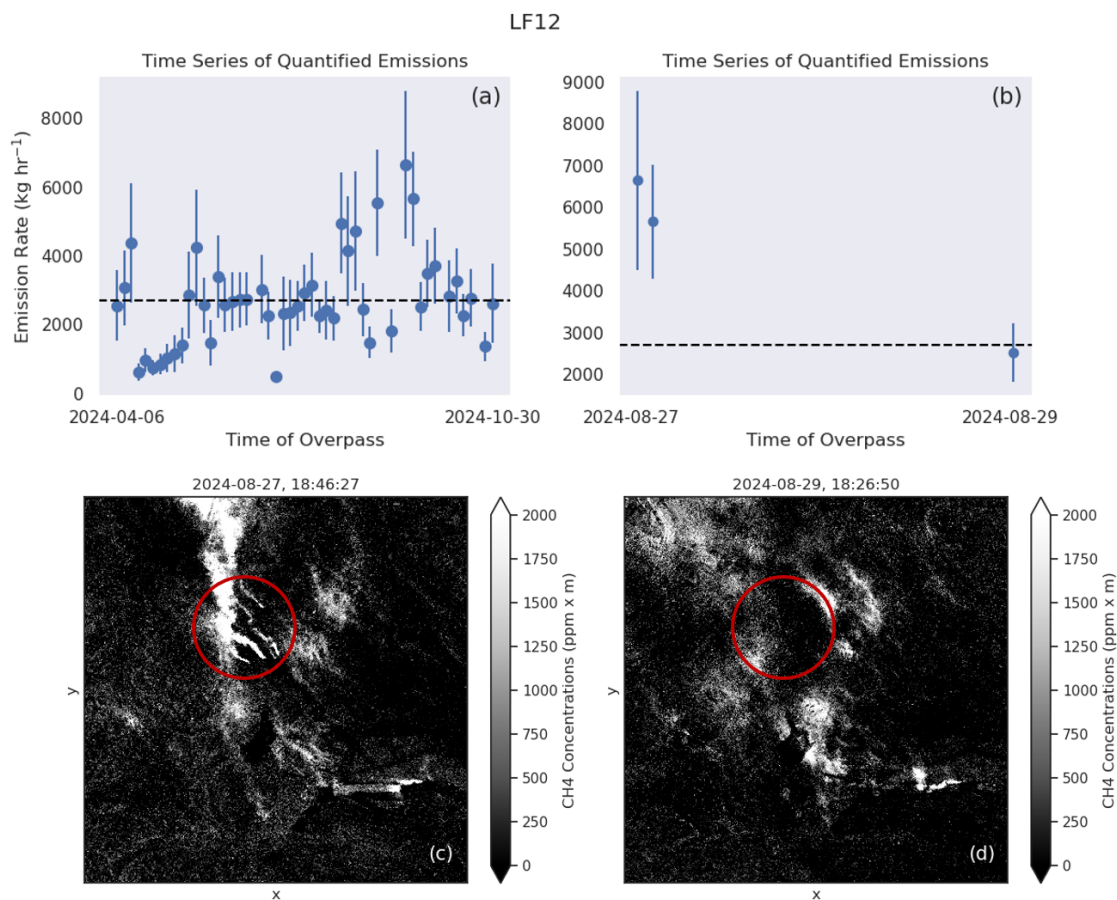 LF12
Time Series of Quantified Emissions
(a)
Emission Rate (kg hr⁻¹)
8000
6000
4000
2000
0
2024-04-06
2024-10-30
Time of Overpass
Time Series of Quantified Emissions
(b)
9000
8000
7000
6000
5000
4000
3000
2000
2024-08-27
2024-08-29
Time of Overpass
2024-08-27, 18:46:27
y
x
(c)
2000
1750
1500
1250
1000
750
500
250
0
CH4 Concentrations (ppm x m)
2024-08-29, 18:26:50
y
x
(d)
2000
1750
1500
1250
1000
750
500
250
0
CH4 Concentrations (ppm x m)